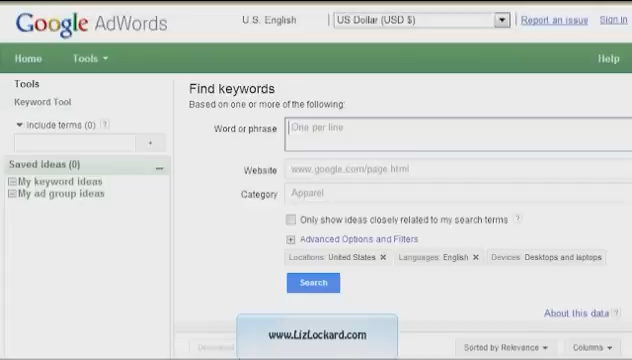 Google AdWords
U.S. English
US Dollar (USD $)
Report an issue
Sign in
Home
Tools
Help
Tools
Keyword Tool
Include terms (0) ?
Saved ideas (0)
My keyword ideas
My ad group ideas
Find keywords
Based on one or more of the following:
Word or phrase One per line
Website www.google.com/page.html
Category Apparel
Only show ideas closely related to my search terms ?
Advanced Options and Filters
Locations: United States × Languages: English × Devices: Desktops and laptops
Search
About this data ?
www.LizLockard.com
Download
Sorted by Relevance
Columns